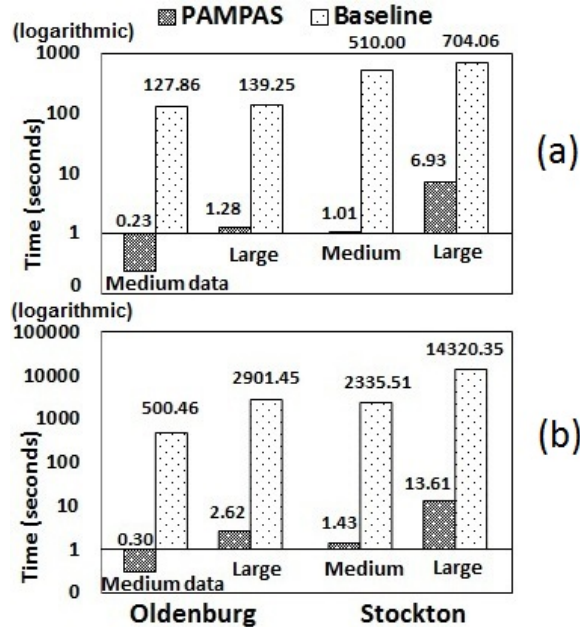 PAMPAS Baseline
(logarithmic)
1000
100
10
1
0
Time (seconds)
127.86 139.25 510.00 704.06
0.23 1.28 1.01 6.93
Medium data Large Medium Large
(a)
(logarithmic)
100000
10000
1000
100
10
1
0
Time (seconds)
500.46 2901.45 2335.51 14320.35
0.30 2.62 1.43 13.61
Medium data Large Medium Large
(b)
Oldenburg Stockton